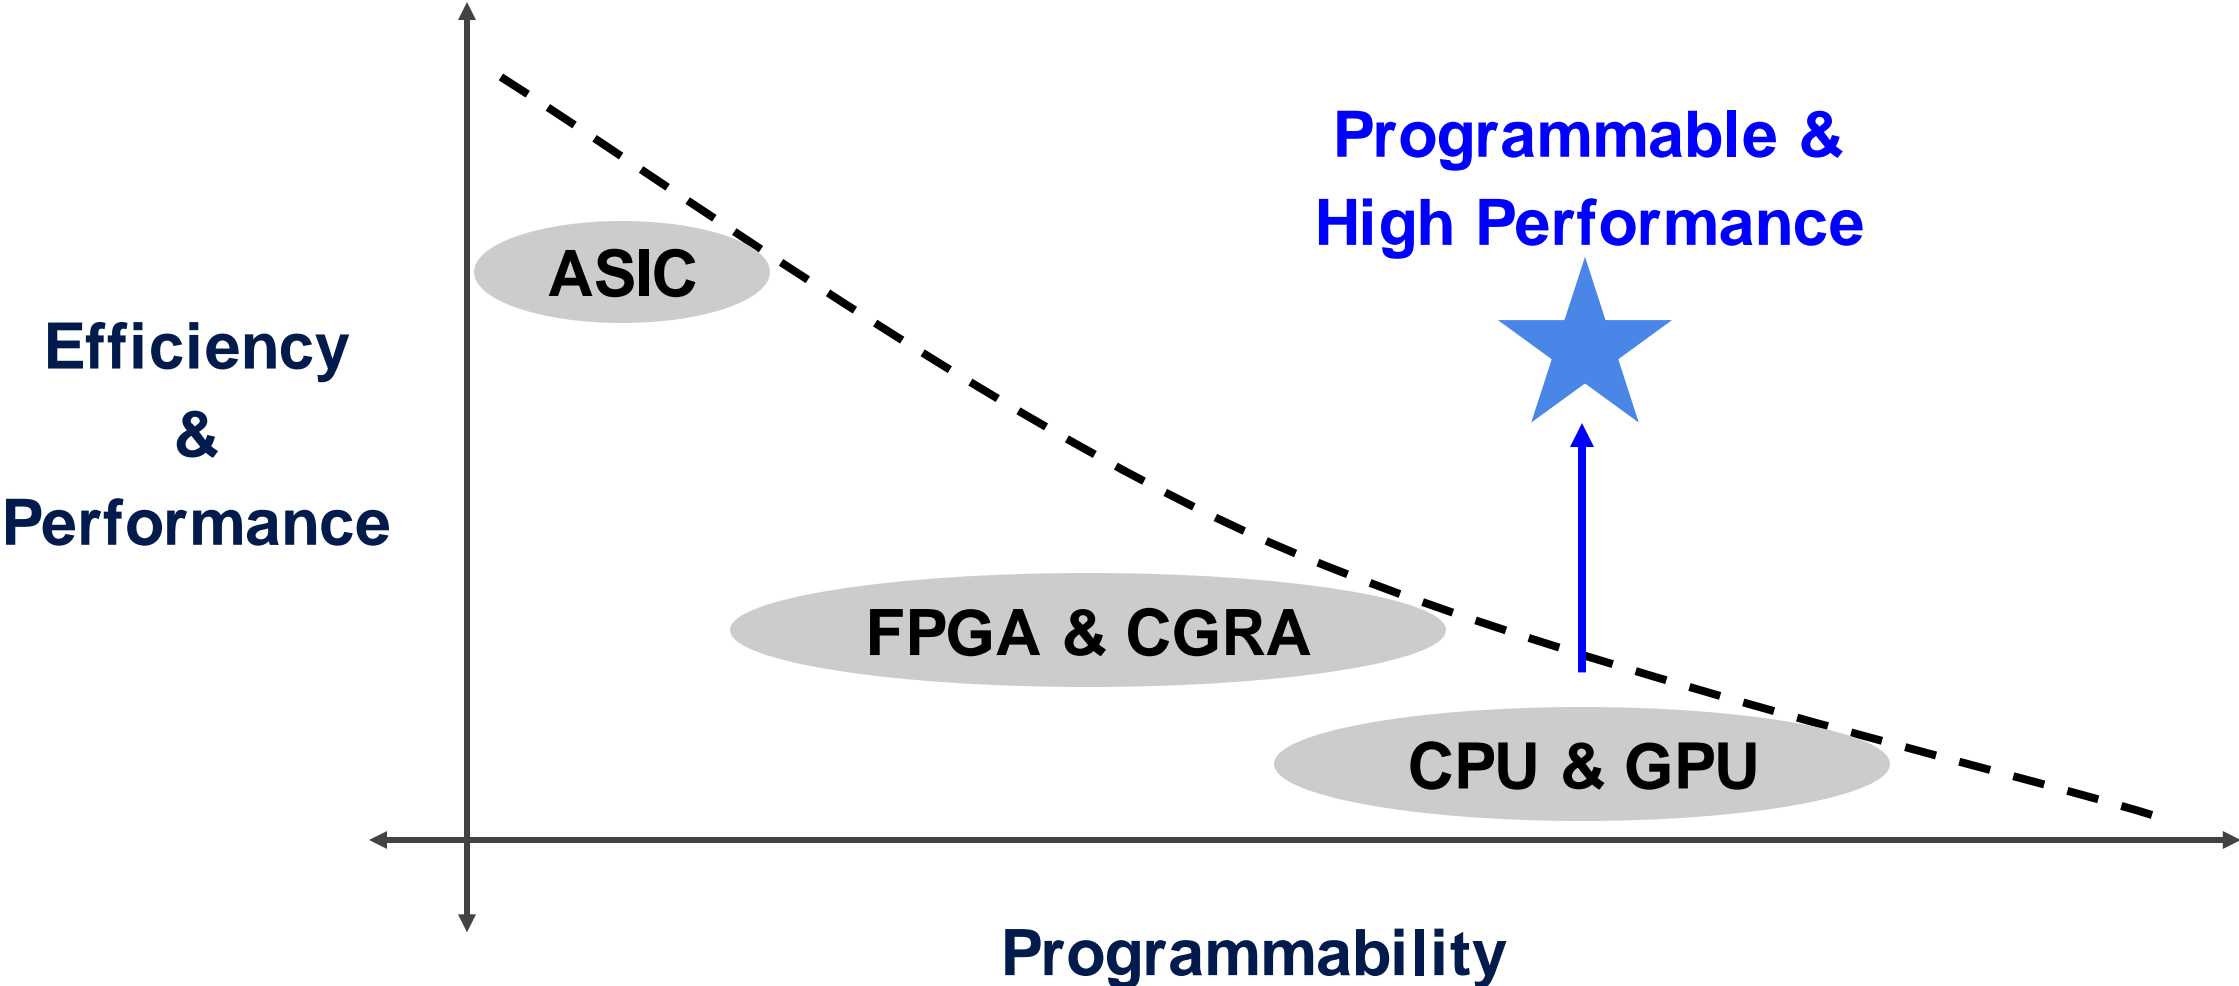 Programmable &
High Performance
ASIC
Efficiency
&
Performance
FPGA & CGRA
CPU & GPU
Programmability